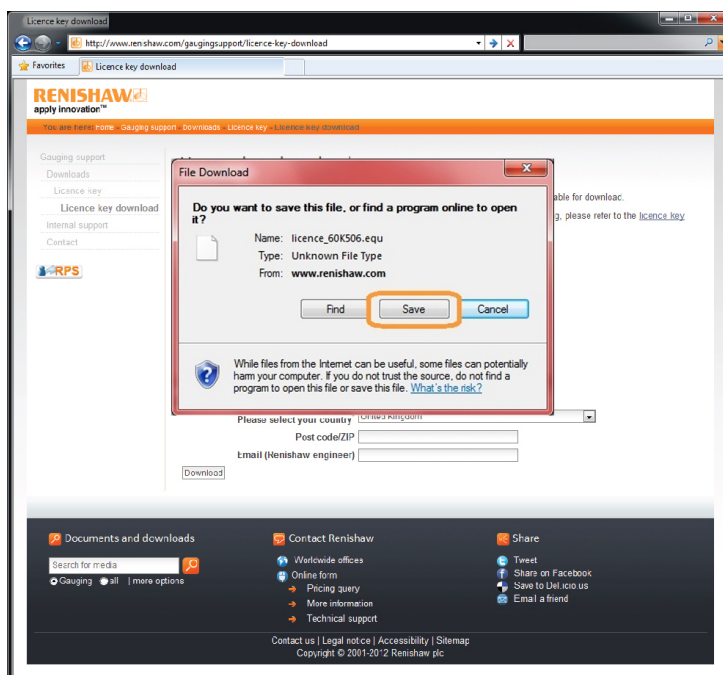 Licence key download
http://www.renshaw.com/gaugingsupport/licence-key-download
Favorites
Licence key download
RENISHAW
apply innovation™
You are here: home - Gauging support - Downloads - Licence key - Licence key download
Gauging support
Downloads
Licence key
Licence key download
Internal support
Contact
RPS
able for download.
g, please refer to the licence key
File Download
Do you want to save this file, or find a program online to open
it?
Name: licence_60K506.equ
Type: Unknown File Type
From: www.renishaw.com
Find Save Cancel
While files from the Internet can be useful, some files can potentially
harm your computer. If you do not trust the source, do not find a
program to open this file or save this file. What's the risk?
Please select your country United Kingdom
Post code/ZIP
Email (Renishaw engineer)
Download
Documents and downloads
Search for media
Gauging all | more options
Contact Renishaw
Worldwide offices
Online form
Pricing query
More information
Technical support
Share
Tweet
Share on Facebook
Save to Del.icio.us
Email a friend
Contact us | Legal notice | Accessibility | Sitemap
Copyright © 2001-2012 Renishaw plc